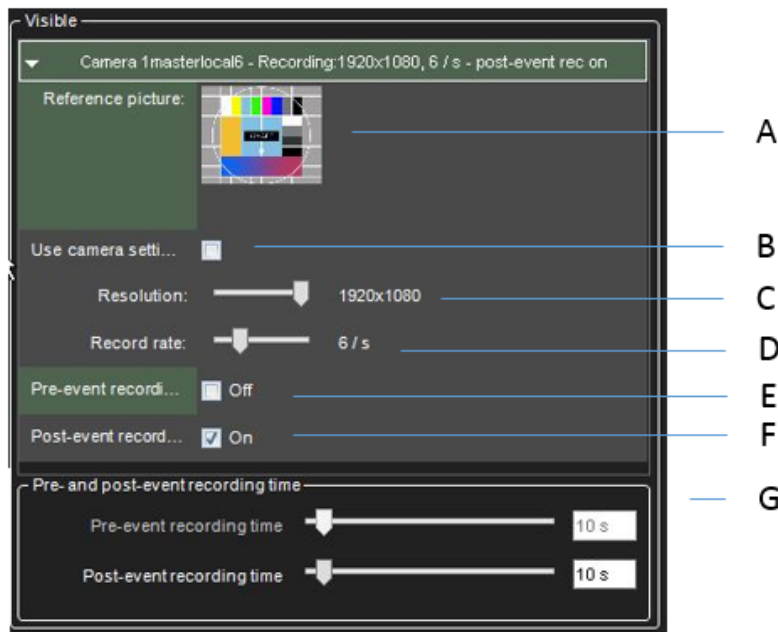 Visible
Camera 1masterlocal6 - Recording:1920x1080, 6 / s - post-event rec on
Reference picture:
A
Use camera setti...
B
Resolution:
1920x1080
C
Record rate:
6 / s
D
Pre-event recordi...
Off
E
Post-event record...
On
F
Pre- and post-event recording time
G
Pre-event recording time
10 s
Post-event recording time
10 s